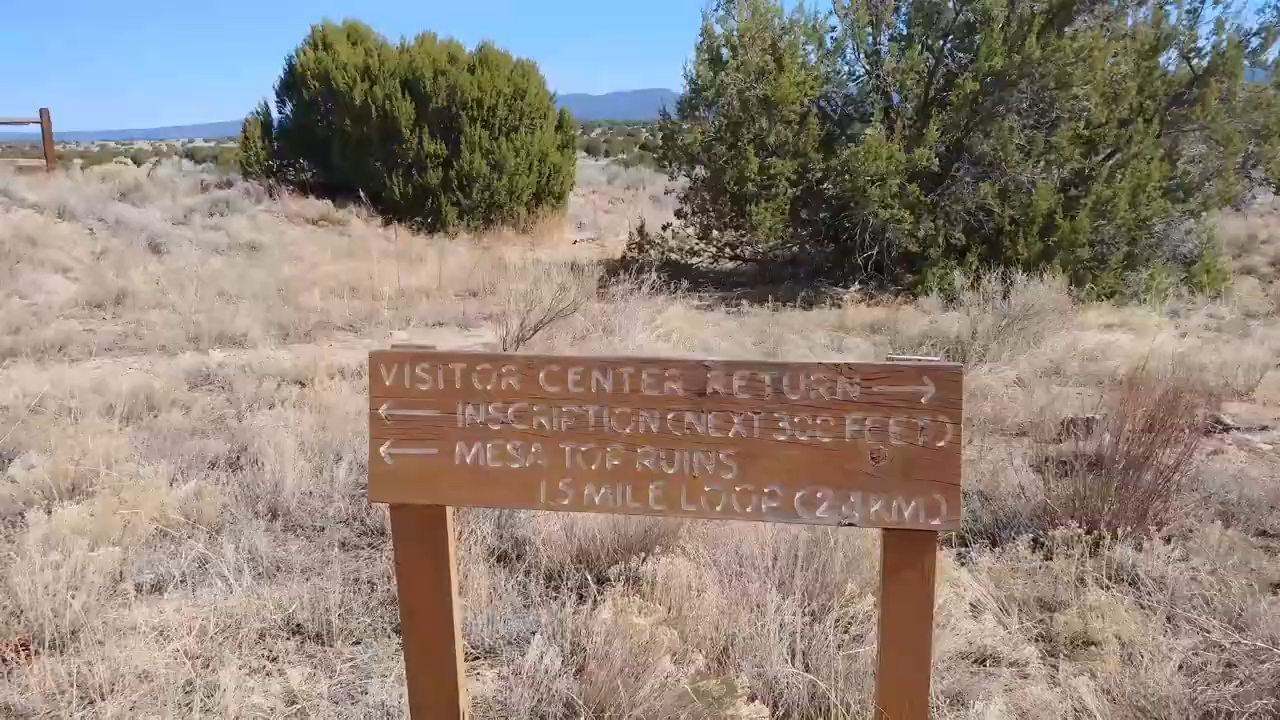 VISITOR CENTER RETURN →
← INSCRIPTION (NEXT 300 FEET)
← MESA TOP RUINS
1.5 MILE LOOP (2.4 KM)